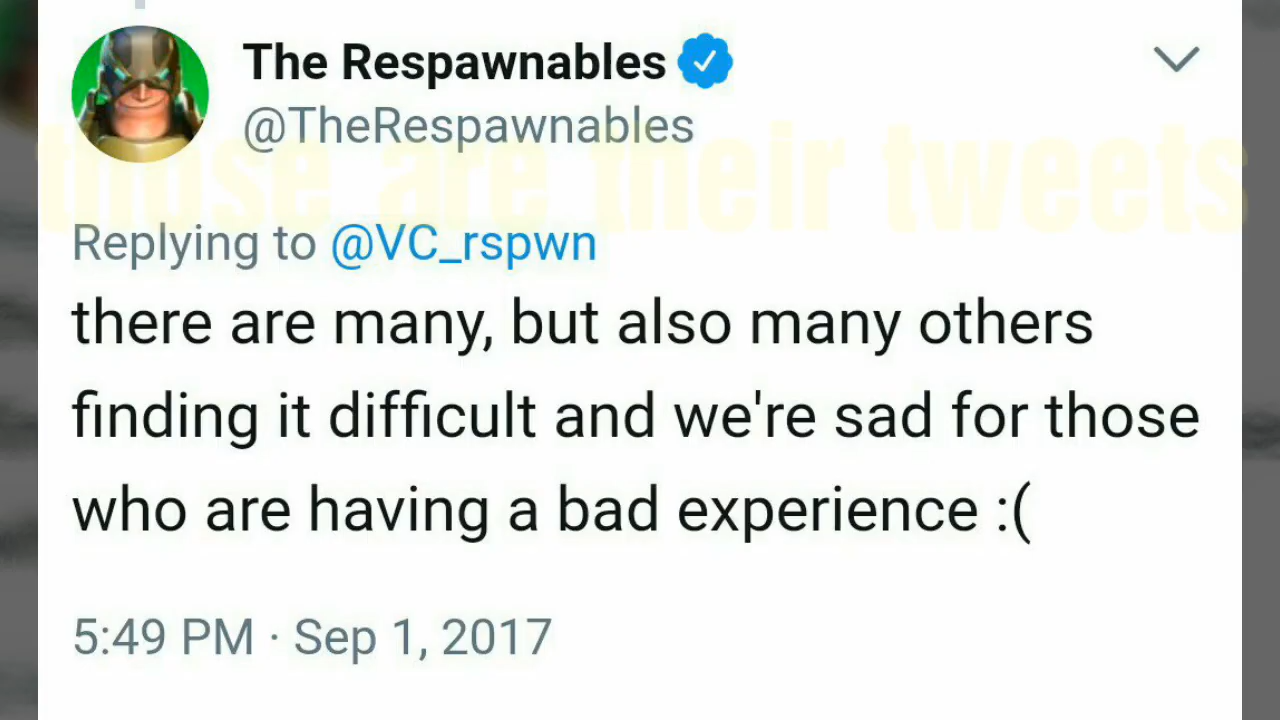 The Respawnables
@TheRespawnables
those are their tweets
Replying to @VC_rspwn
there are many, but also many others
finding it difficult and we're sad for those
who are having a bad experience :(
5:49 PM · Sep 1, 2017